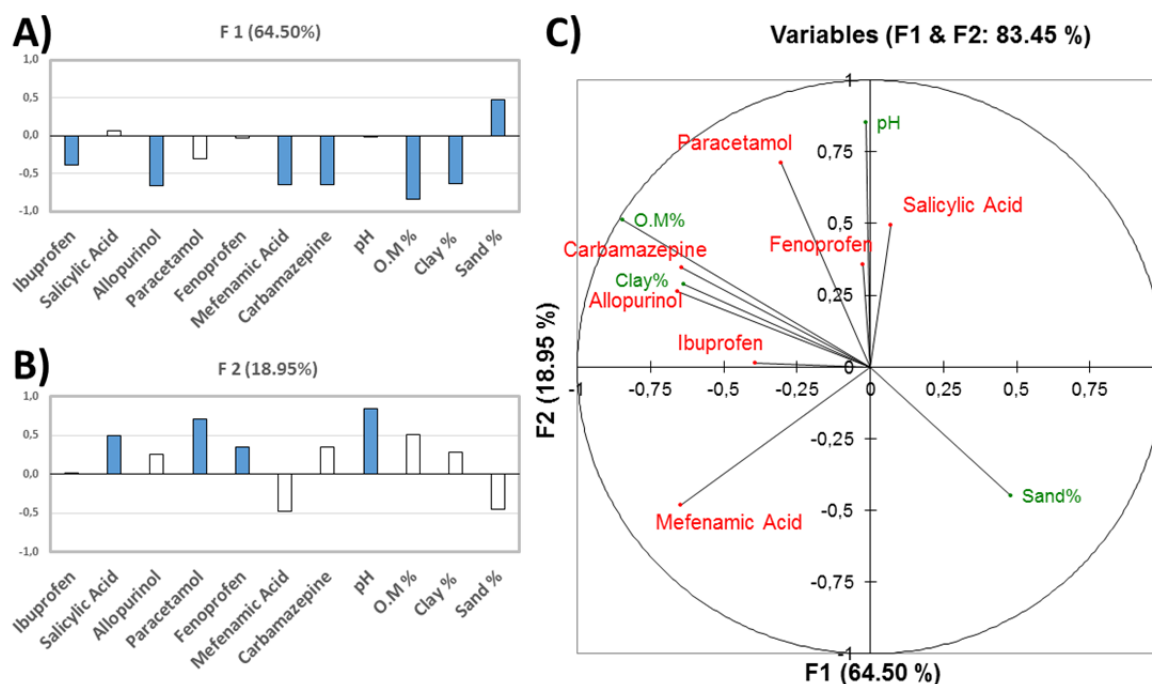 A)
F 1 (64.50%)
1,0
0,5
0,0
-0,5
-1,0
Ibuprofen
Salicylic Acid
Allopurinol
Paracetamol
Fenoprofen
Mefenamic Acid
Carbamazepine
pH
O.M %
Clay %
Sand %
B)
F 2 (18.95%)
1,0
0,5
0,0
-0,5
-1,0
Ibuprofen
Salicylic Acid
Allopurinol
Paracetamol
Fenoprofen
Mefenamic Acid
Carbamazepine
pH
O.M %
Clay %
Sand %
C)
Variables (F1 & F2: 83.45 %)
F2 (18.95 %)
1
0,75
0,5
0,25
0
-0,25
-0,5
-0,75
-1
-1
-0,75
-0,5
-0,25
0
0,25
0,5
0,75
pH
Paracetamol
O.M%
Salicylic Acid
Fenoprofen
Carbamazepine
Clay%
Allopurinol
Ibuprofen
Sand%
Mefenamic Acid
F1 (64.50 %)